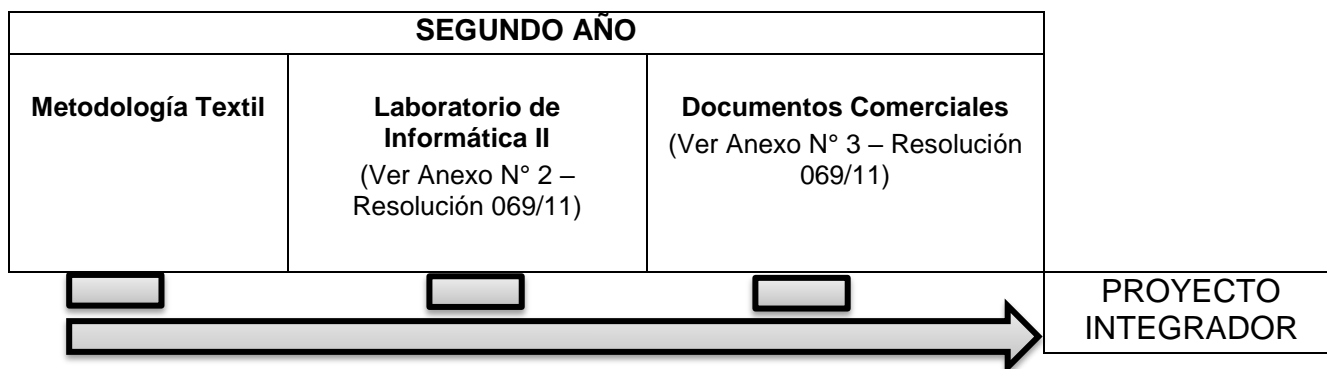 SEGUNDO AÑO
Metodología Textil
Laboratorio de
Informática II
(Ver Anexo N° 2 –
Resolución 069/11)
Documentos Comerciales
(Ver Anexo N° 3 – Resolución
069/11)
PROYECTO
INTEGRADOR